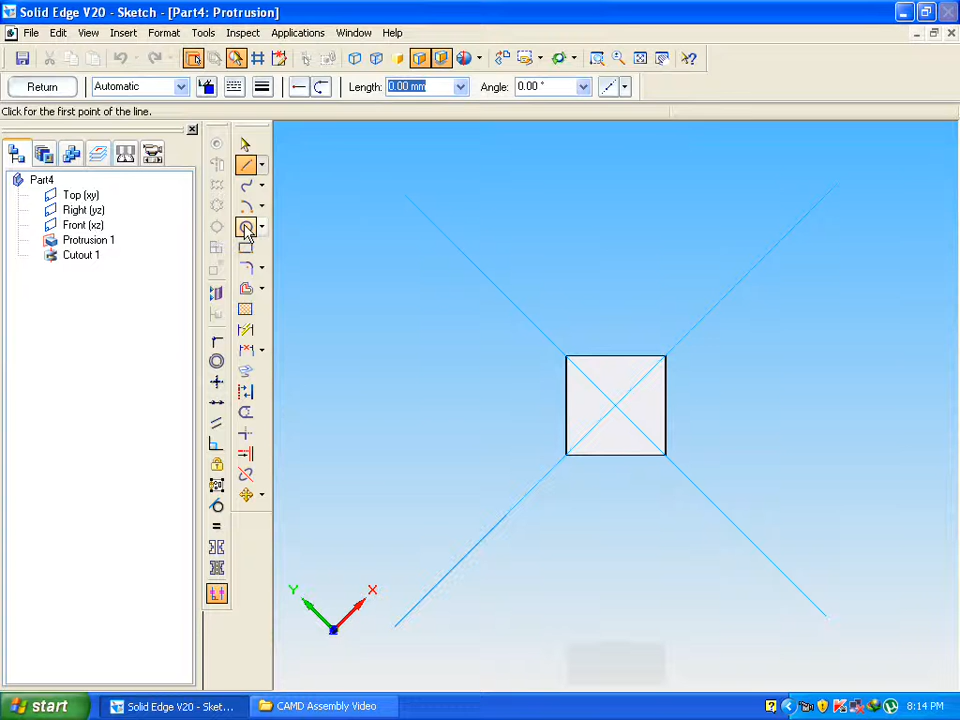 Solid Edge V20 - Sketch - [Part4: Protrusion]
File Edit View Insert Format Tools Inspect Applications Window Help
Return Automatic Length: 0.00 mm Angle: 0.00 °
Click for the first point of the line.
Part4
Top (xy)
Right (yz)
Front (xz)
Protrusion 1
Cutout 1
Y X
start Solid Edge V20 - Sket... CAMD Assembly Video 8:14 PM